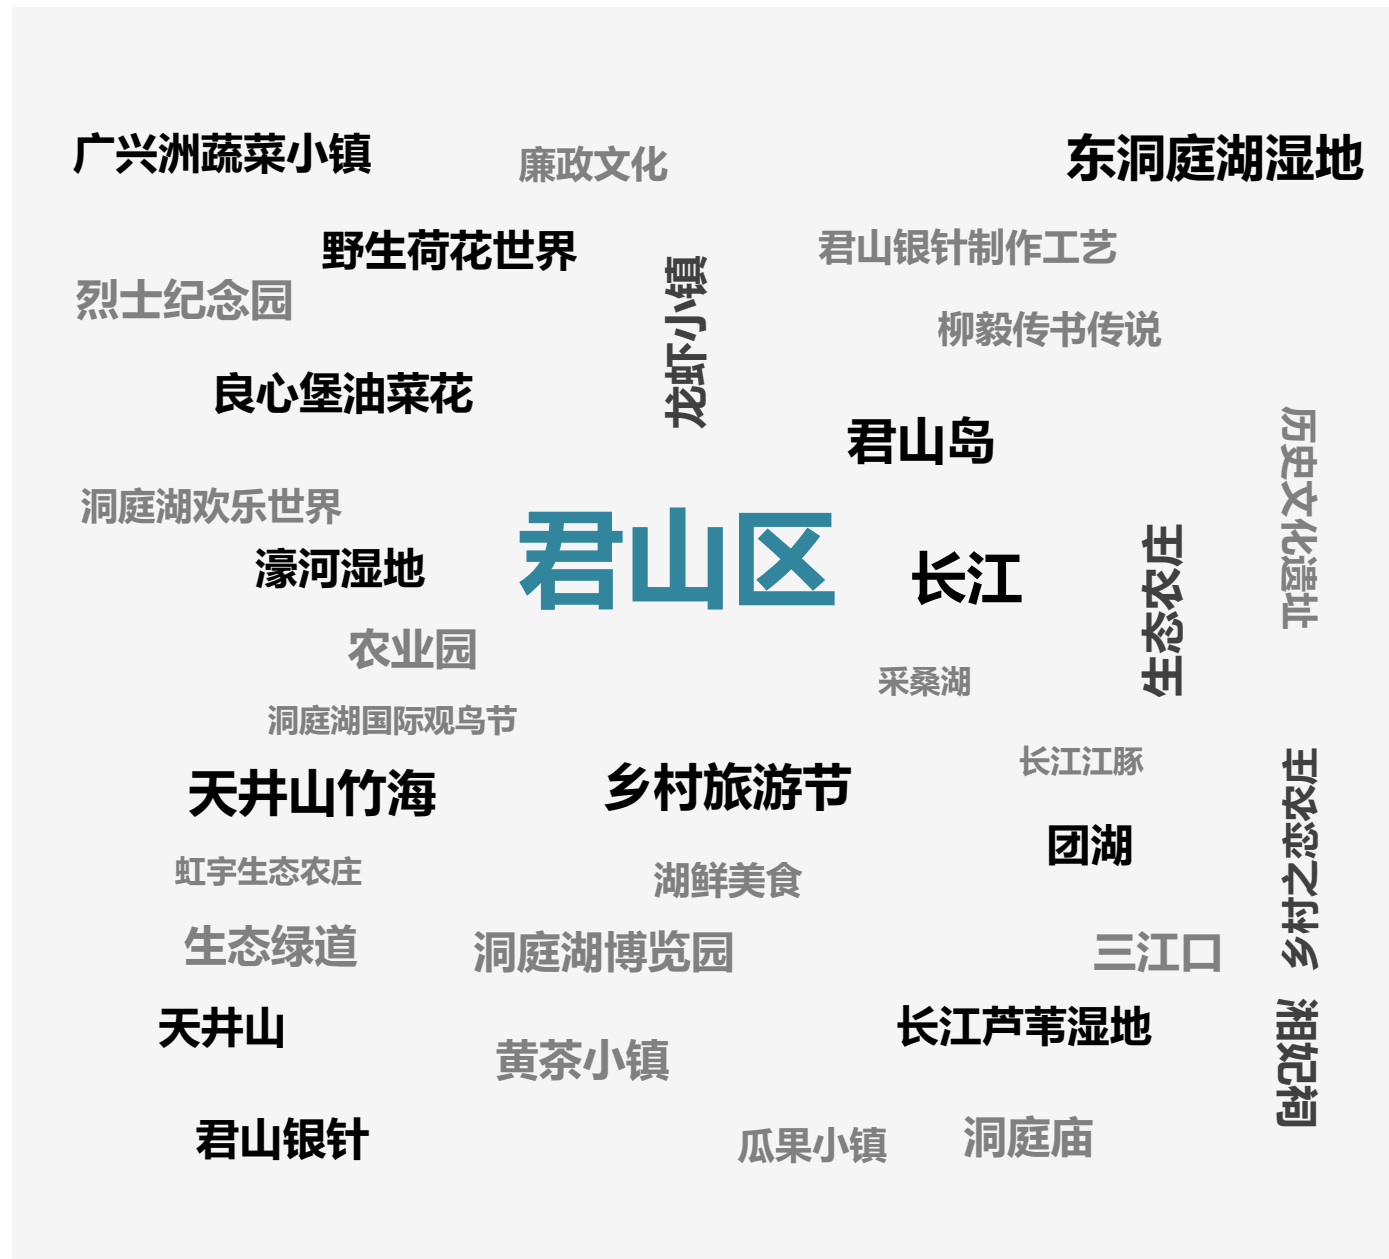 广兴洲蔬菜小镇
廉政文化
东洞庭湖湿地
野生荷花世界
君山银针制作工艺
烈士纪念园
龙虾小镇
柳毅传书传说
良心堡油菜花
君山岛
历史文化遗址
洞庭湖欢乐世界
君山区
濠河湿地
长江
生态农庄
农业园
采桑湖
洞庭湖国际观鸟节
长江江豚
天井山竹海
乡村旅游节
乡村之恋农庄
团湖
虹宇生态农庄
湖鲜美食
生态绿道
洞庭湖博览园
三江口
天井山
长江芦苇湿地
湘妃祠
黄茶小镇
君山银针
瓜果小镇
洞庭庙